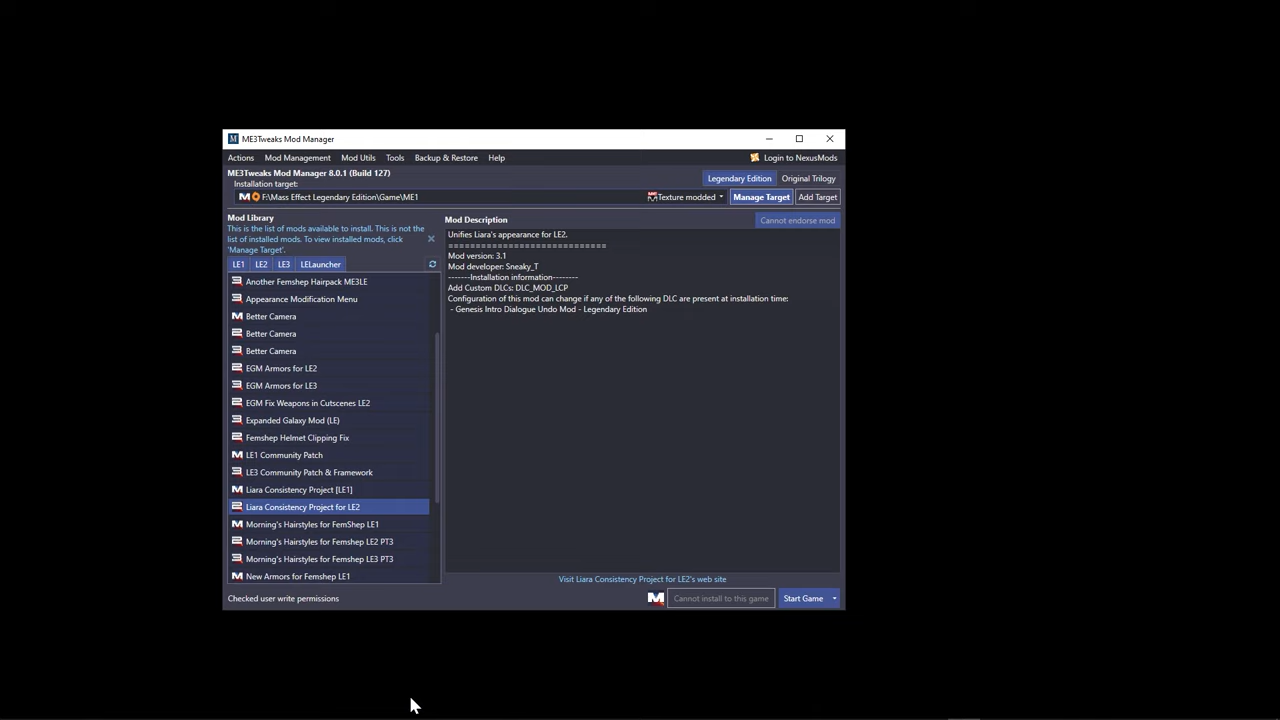 ME3Tweaks Mod Manager
Actions Mod Management Mod Utils Tools Backup & Restore Help Login to NexusMods
ME3Tweaks Mod Manager 8.0.1 (Build 127)
Legendary Edition Original Trilogy
Installation target:
F:\Mass Effect Legendary Edition\Game\ME1 Texture modded Manage Target Add Target
Mod Library
This is the list of mods available to install. This is not the
list of installed mods. To view installed mods, click
'Manage Target'.
LE1 LE2 LE3 LELauncher
Another Femshep Hairpack ME3LE
Appearance Modification Menu
Better Camera
Better Camera
Better Camera
EGM Armors for LE2
EGM Armors for LE3
EGM Fix Weapons in Cutscenes LE2
Expanded Galaxy Mod (LE)
Femshep Helmet Clipping Fix
LE1 Community Patch
LE3 Community Patch & Framework
Liara Consistency Project [LE1]
Liara Consistency Project for LE2
Morning's Hairstyles for FemShep LE1
Morning's Hairstyles for Femshep LE2 PT3
Morning's Hairstyles for Femshep LE3 PT3
New Armors for Femshep LE1
Mod Description
Cannot endorse mod
Unifies Liara's appearance for LE2.
=============================
Mod version: 3.1
Mod developer: Sneaky_T
-------Installation information--------
Add Custom DLCs: DLC_MOD_LCP
Configuration of this mod can change if any of the following DLC are present at installation time:
- Genesis Intro Dialogue Undo Mod - Legendary Edition
Visit Liara Consistency Project for LE2's web site
Checked user write permissions
Cannot install to this game Start Game